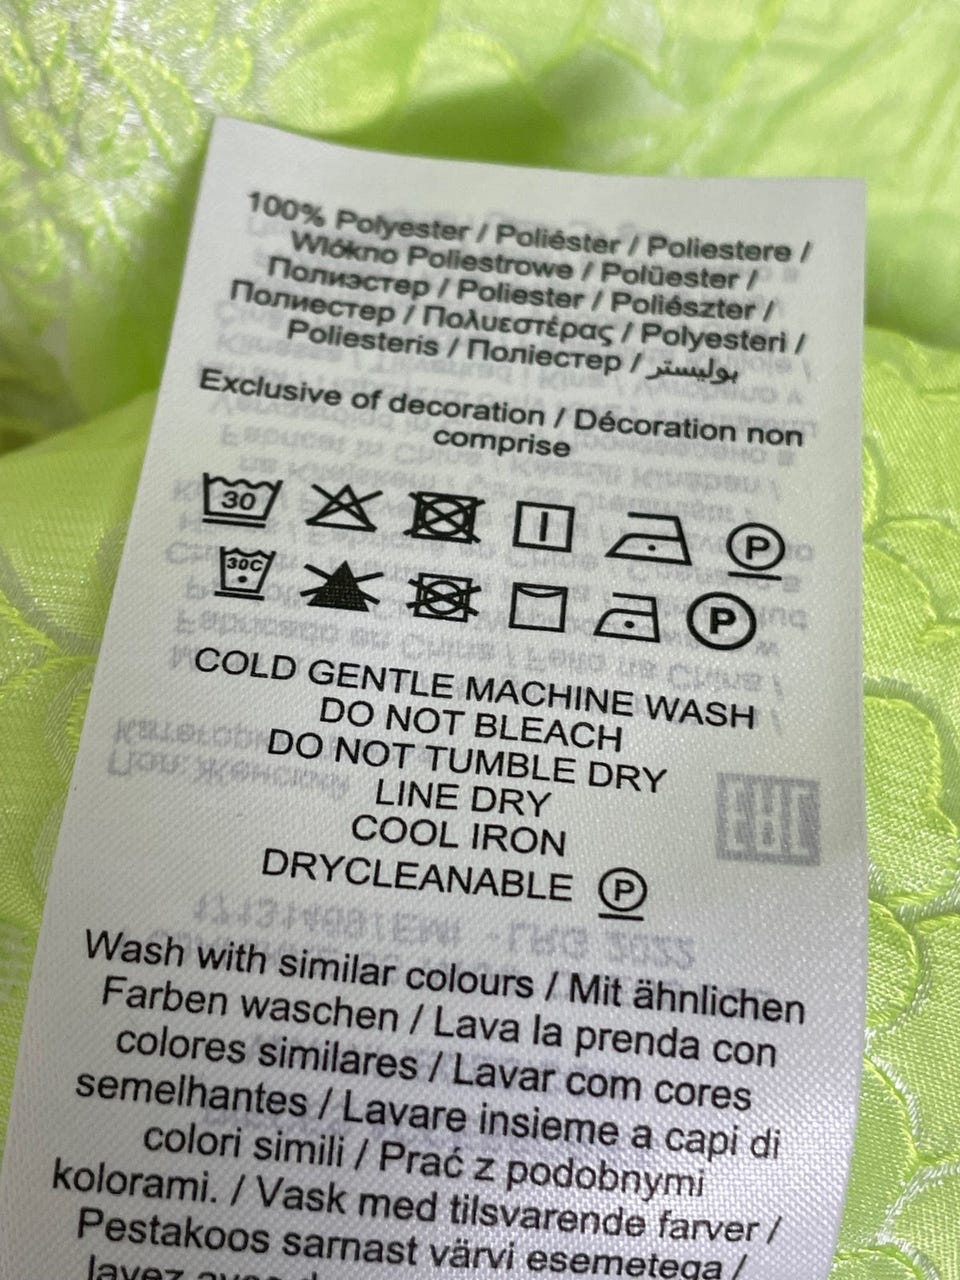 100% Polyester / Poliéster / Poliestere /
Włókno Poliestrowe / Polüester /
Полиэстер / Poliester / Poliészter /
Полиестер / Πολυεστέρας / Polyesteri /
Poliesteris / Поліестер / بوليستر
Exclusive of decoration / Décoration non
comprise
30 P
30C P
COLD GENTLE MACHINE WASH
DO NOT BLEACH
DO NOT TUMBLE DRY
LINE DRY
COOL IRON
DRYCLEANABLE P
Wash with similar colours / Mit ähnlichen
Farben waschen / Lava la prenda con
colores similares / Lavar com cores
semelhantes / Lavare insieme a capi di
colori simili / Prać z podobnymi
kolorami. / Vask med tilsvarende farver /
Pestakoos sarnast värvi esemetega /